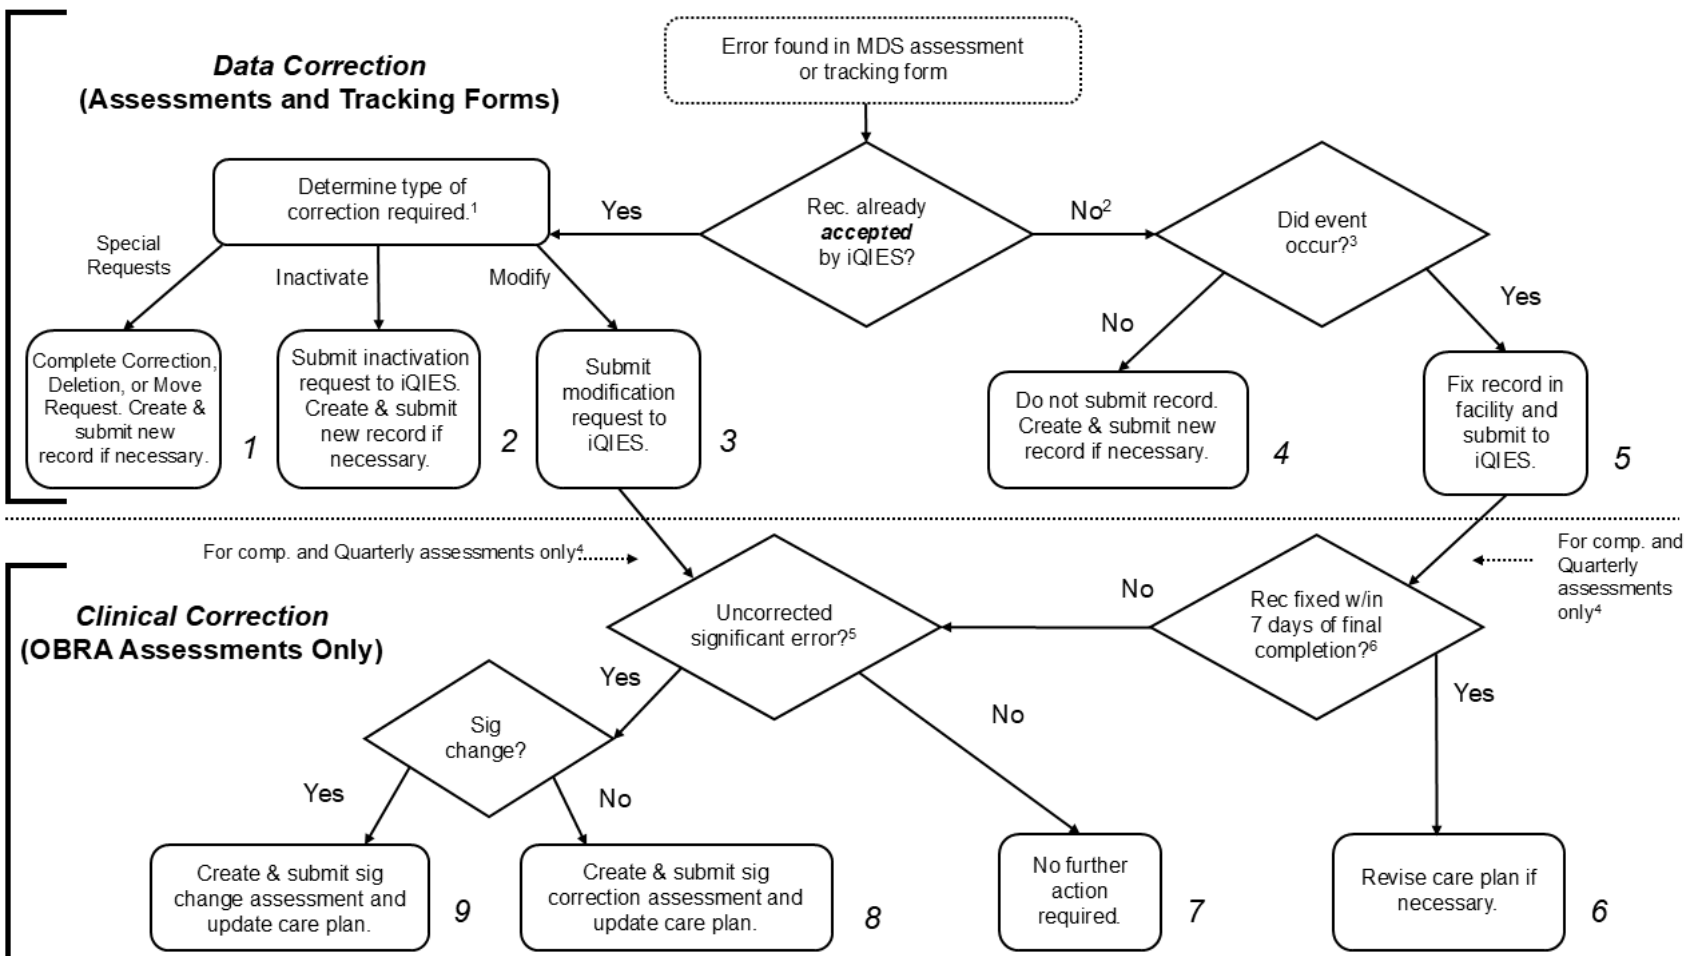 Data Correction
(Assessments and Tracking Forms)
Error found in MDS assessment
or tracking form
Determine type of
correction required.¹
Yes
Rec. already
accepted
by iQIES?
No²
Did event
occur?³
Special
Requests
Inactivate
Modify
No
Yes
Complete Correction,
Deletion, or Move
Request. Create &
submit new
record if necessary.
1
Submit inactivation
request to iQIES.
Create & submit
new record if
necessary.
2
Submit
modification
request to
iQIES.
3
Do not submit record.
Create & submit new
record if necessary.
4
Fix record in
facility and
submit to
iQIES.
5
For comp. and Quarterly assessments only⁴
For comp. and
Quarterly
assessments
only⁴
Clinical Correction
(OBRA Assessments Only)
Uncorrected
significant error?⁵
No
Rec fixed w/in
7 days of final
completion?⁶
Yes
Sig
change?
No
Yes
Yes
No
Create & submit sig
change assessment and
update care plan.
9
Create & submit sig
correction assessment and
update care plan.
8
No further
action
required.
7
Revise care plan if
necessary.
6